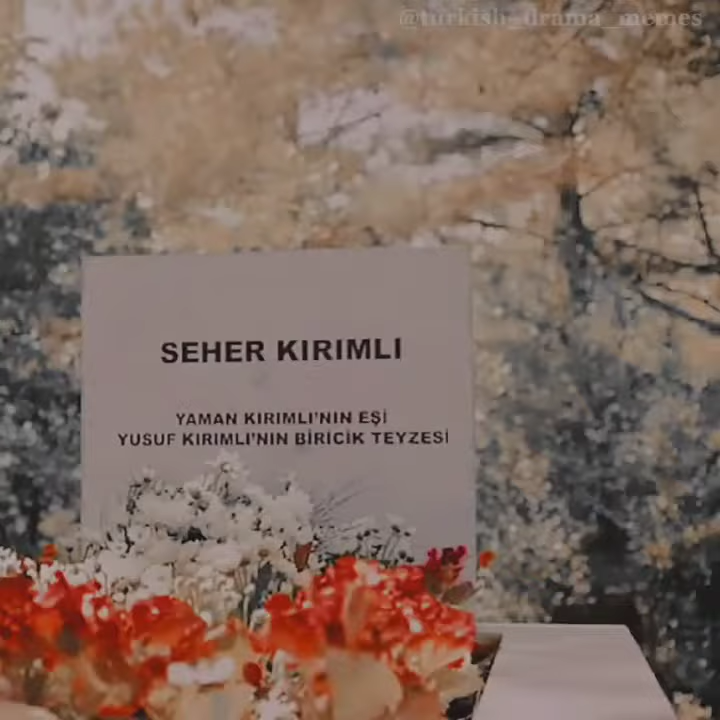 @turkish_drama_memes
SEHER KIRIMLI
YAMAN KIRIMLI'NIN EŞİ
YUSUF KIRIMLI'NIN BİRİCİK TEYZESİ